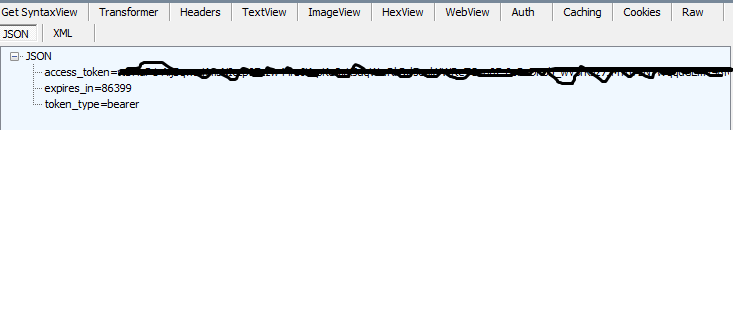 Get SyntaxView Transformer Headers TextView ImageView HexView WebView Auth Caching Cookies Raw
JSON XML
JSON
access_token=
expires_in=86399
token_type=bearer